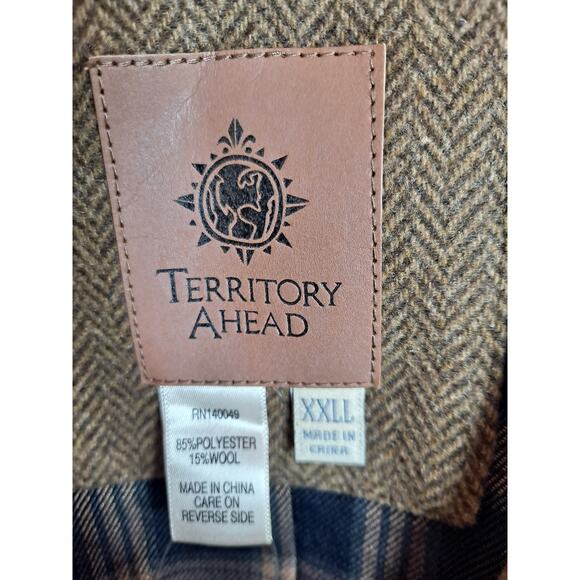 TERRITORY
AHEAD
RN140049
85%POLYESTER
15%WOOL
MADE IN CHINA
CARE ON
REVERSE SIDE
XXLL
MADE IN
CHINA